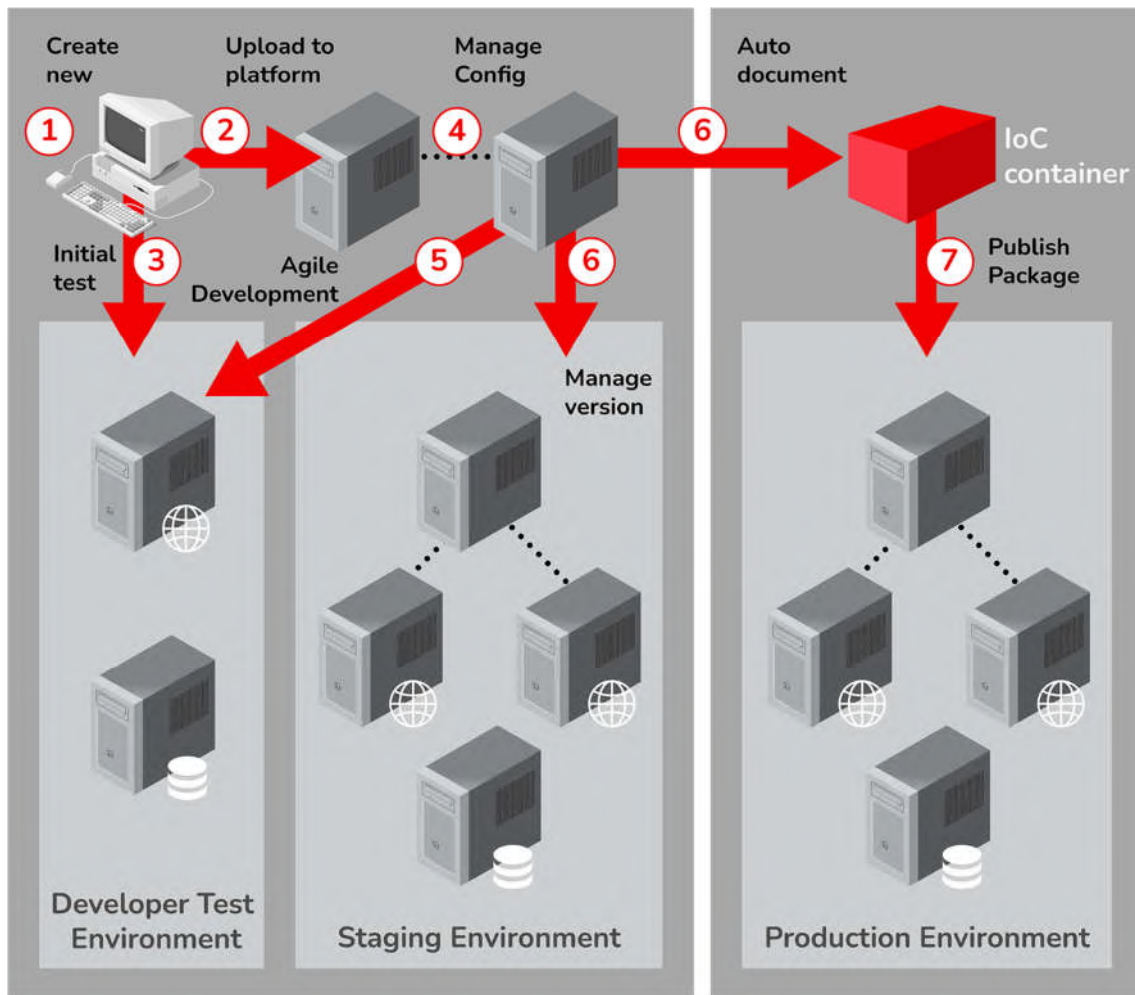 Create
new
Upload to
platform
Manage
Config
Auto
document
1
2
4
6
IoC
container
Initial
test
3
Agile
Development
5
6
7
Publish
Package
Manage
version
Developer Test
Environment
Staging Environment
Production Environment